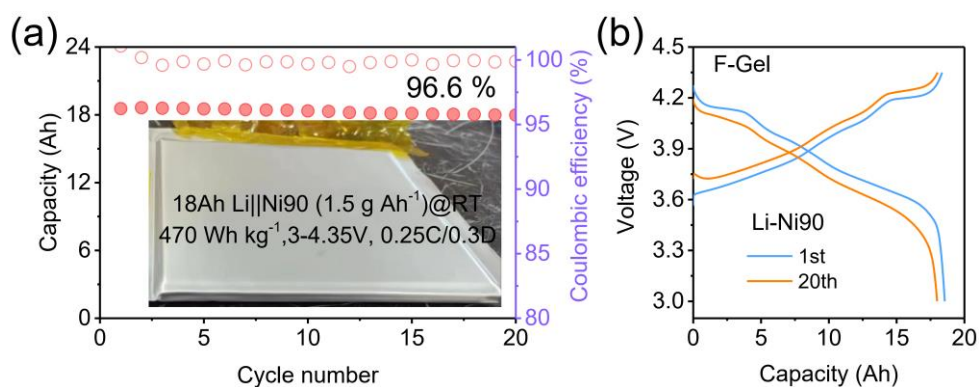 (a)
24
18
12
6
0
Capacity (Ah)
96.6 %
18Ah Li||Ni90 (1.5 g Ah⁻¹)@RT
470 Wh kg⁻¹,3-4.35V, 0.25C/0.3D
100
95
90
85
80
Coulombic efficiency (%)
0 5 10 15 20
Cycle number
(b)
4.5
4.2
3.9
3.6
3.3
3.0
Voltage (V)
F-Gel
Li-Ni90
1st
20th
0 5 10 15 20
Capacity (Ah)